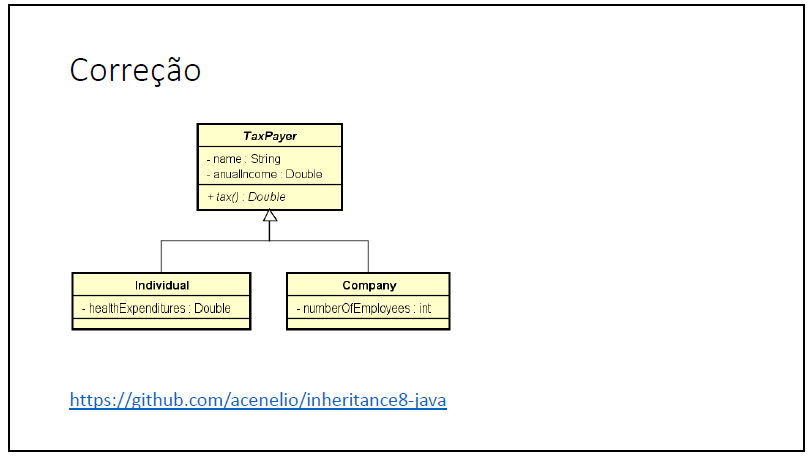 Correção
TaxPayer
- name : String
- anualIncome : Double
+ tax() : Double
Individual
- healthExpenditures : Double
Company
- numberOfEmployees : int
https://github.com/acenelio/inheritance8-java